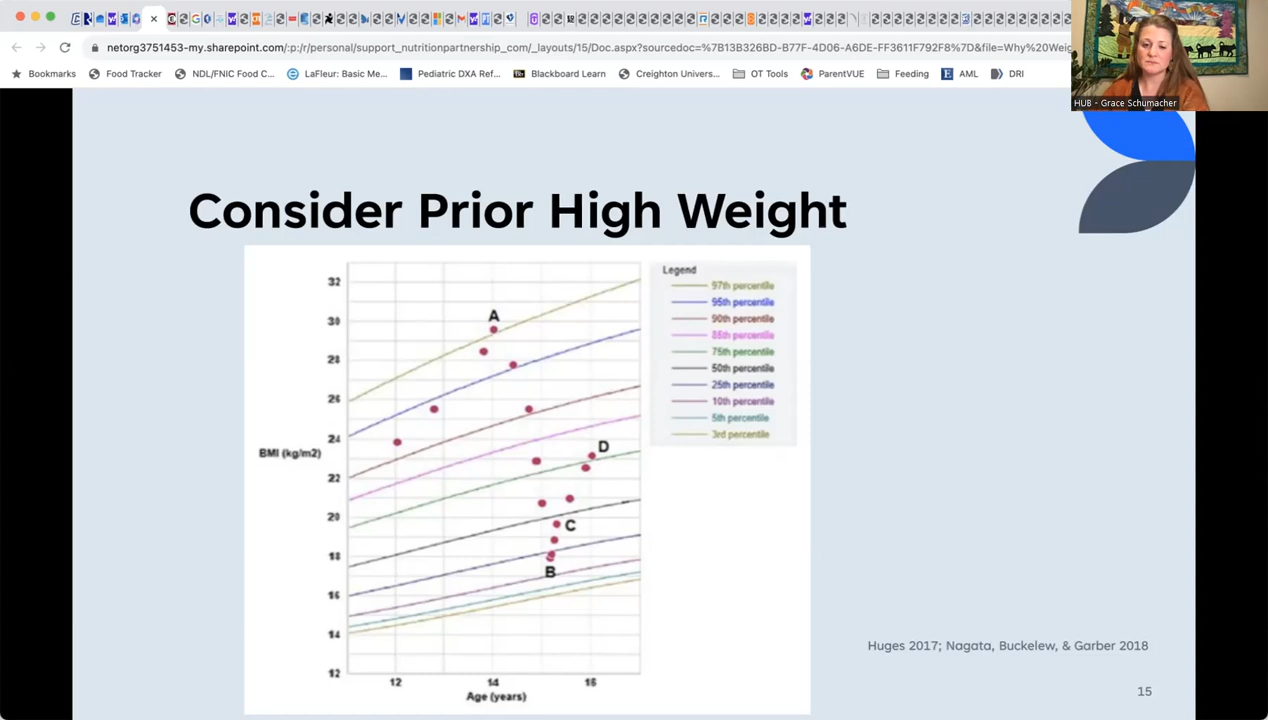 netorg3751453-my.sharepoint.com/:p:/r/personal/support_nutritionpartnership_com/_layouts/15/Doc.aspx?sourcedoc=%7B13B326BD-B77F-4D06-A6DE-FF3611F792F8%7D&file=Why%20Weig
Bookmarks Food Tracker NDL/FNIC Food C... LaFleur: Basic Me... Pediatric DXA Ref... Blackboard Learn Creighton Univers... OT Tools ParentVUE Feeding AML DRI
HUB - Grace Schumacher
Consider Prior High Weight
Legend
97th percentile
95th percentile
90th percentile
85th percentile
75th percentile
50th percentile
25th percentile
10th percentile
5th percentile
3rd percentile
32
30
28
26
24
22
20
18
16
14
12
BMI (kg/m2)
A
D
C
B
12 14 16
Age (years)
Huges 2017; Nagata, Buckelew, & Garber 2018
15